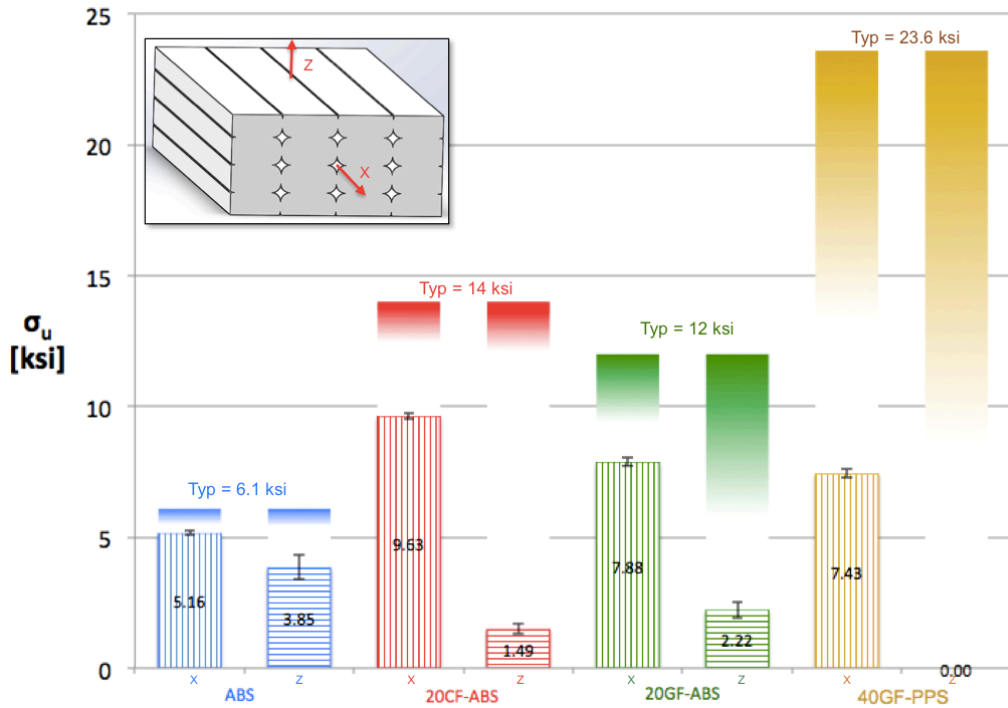 25
20
15
10
5
0
σu
[ksi]
Z
X
Typ = 6.1 ksi
Typ = 14 ksi
Typ = 12 ksi
Typ = 23.6 ksi
5.16
3.85
9.63
1.49
7.88
2.22
7.43
0.00
X Z X Z X Z X Z
ABS 20CF-ABS 20GF-ABS 40GF-PPS